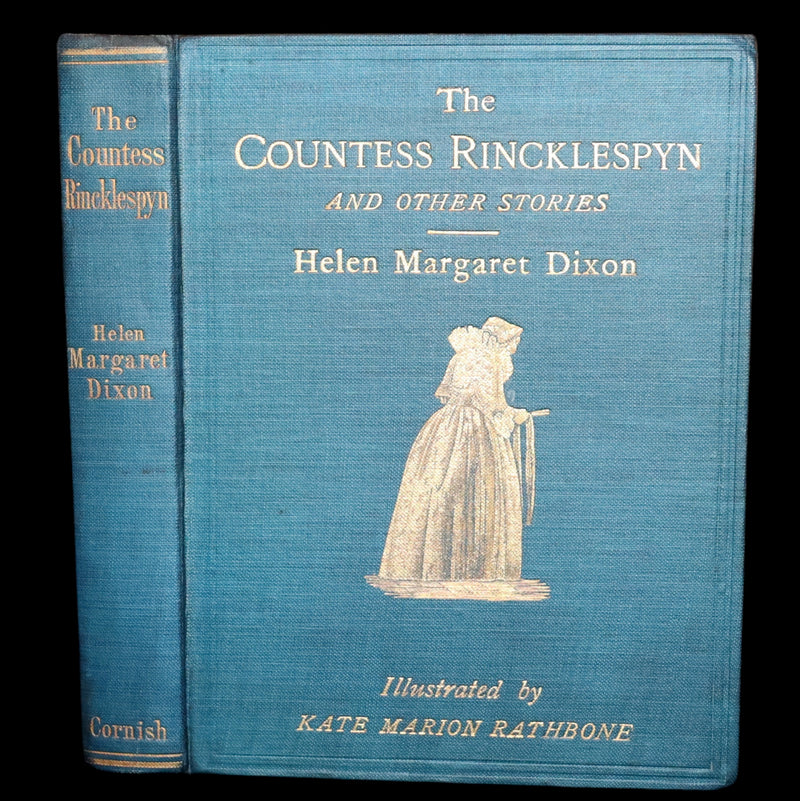 The
Countess
Rincklespyn
Helen
Margaret
Dixon
Cornish
The
COUNTESS RINCKLESPYN
AND OTHER STORIES
Helen Margaret Dixon
Illustrated by
KATE MARION RATHBONE